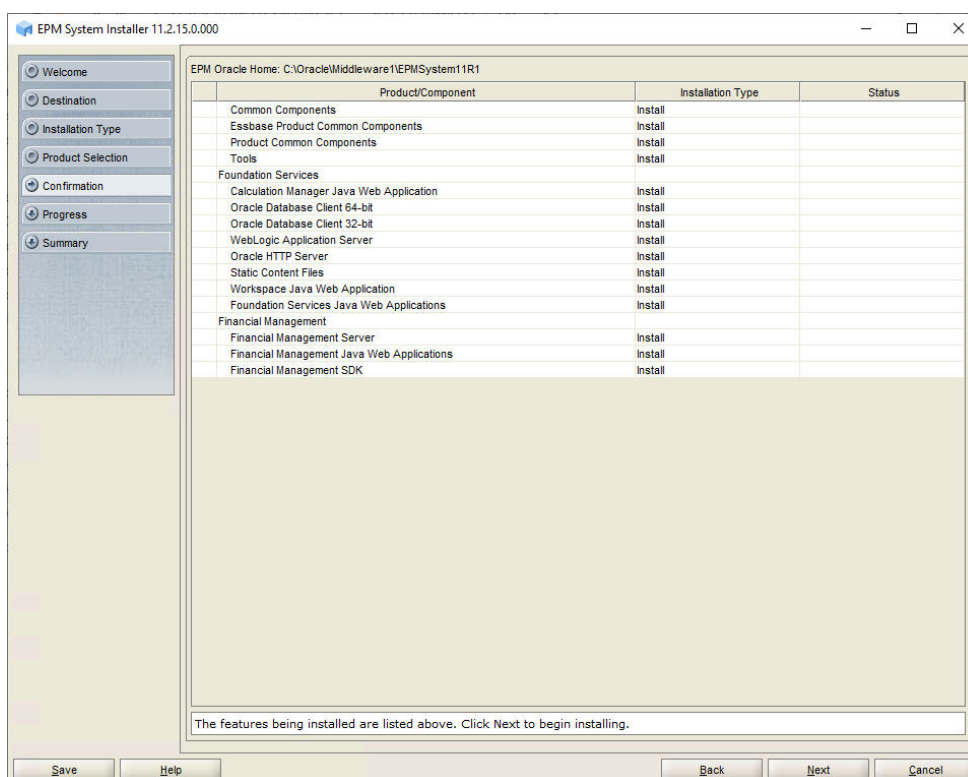 EPM System Installer 11.2.15.0.000
Welcome
Destination
Installation Type
Product Selection
Confirmation
Progress
Summary
EPM Oracle Home: C:\Oracle\Middleware1\EPMSystem11R1
Product/Component Installation Type Status
Common Components Install
Essbase Product Common Components Install
Product Common Components Install
Tools Install
Foundation Services
Calculation Manager Java Web Application Install
Oracle Database Client 64-bit Install
Oracle Database Client 32-bit Install
WebLogic Application Server Install
Oracle HTTP Server Install
Static Content Files Install
Workspace Java Web Application Install
Foundation Services Java Web Applications Install
Financial Management
Financial Management Server Install
Financial Management Java Web Applications Install
Financial Management SDK Install
The features being installed are listed above. Click Next to begin installing.
Save Help Back Next Cancel